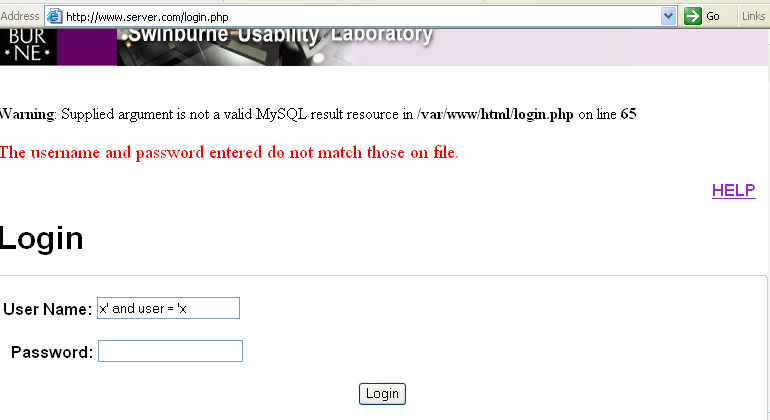 Address http://www.server.com/login.php Go Links
BUR
*NE* Swinburne Usability Laboratory
Warning: Supplied argument is not a valid MySQL result resource in /var/www/html/login.php on line 65
The username and password entered do not match those on file.
HELP
Login
User Name: x' and user = 'x
Password:
Login